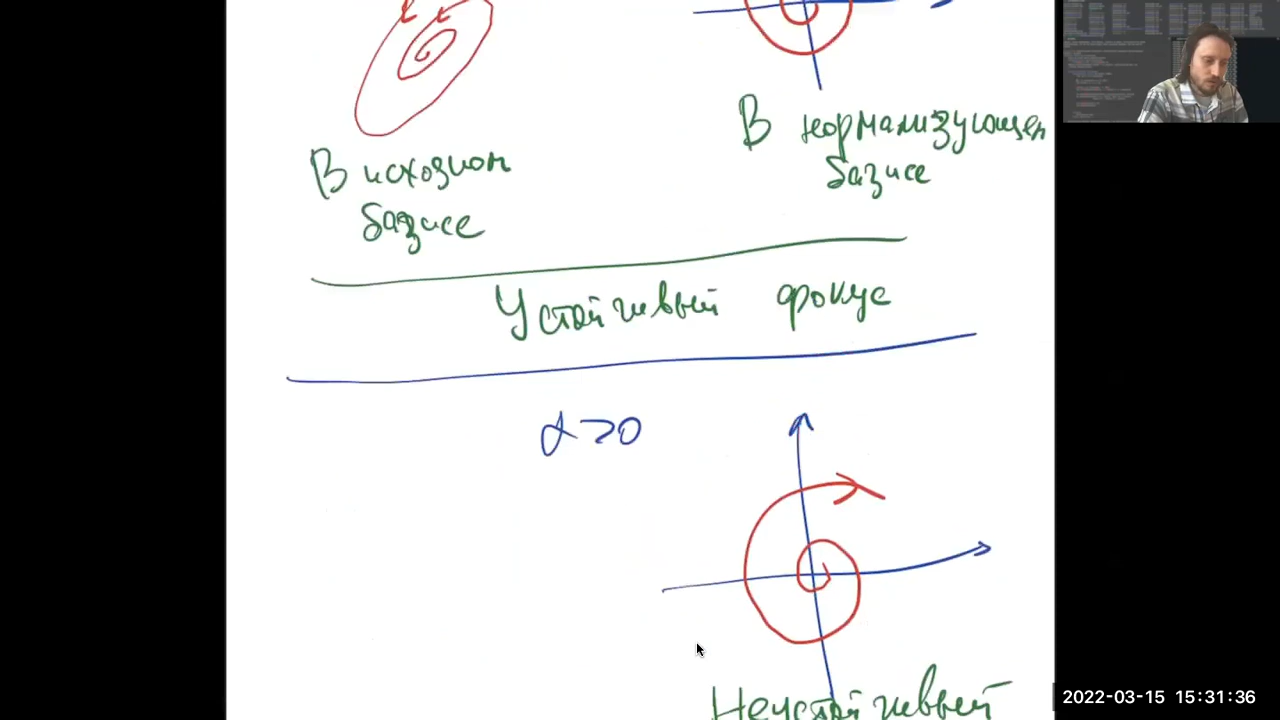 В исходном
базисе
В нормализующем
базисе
Устойчивый фокус
α>0
Неустойчивый
2022-03-15 15:31:36